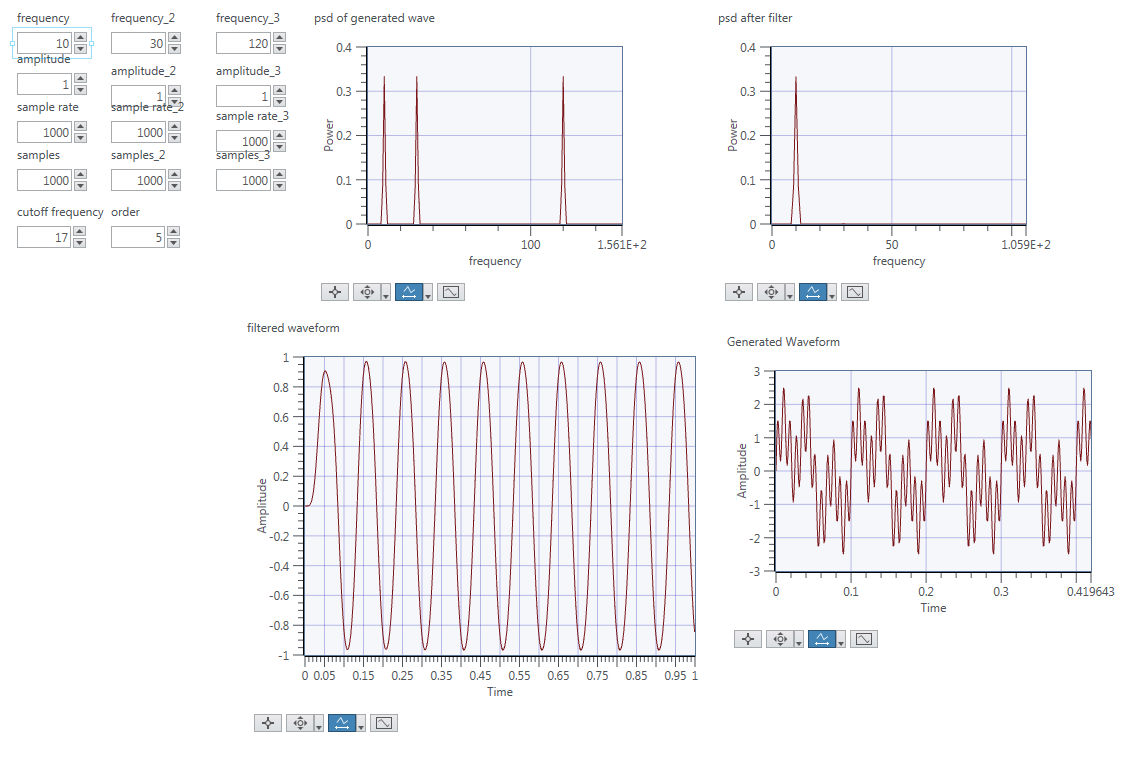 frequency frequency_2 frequency_3
10 30 120
amplitude amplitude_2 amplitude_3
1 1 1
sample rate sample rate_2 sample rate_3
1000 1000 1000
samples samples_2 samples_3
1000 1000 1000
cutoff frequency order
17 5
psd of generated wave
Power
0.4
0.3
0.2
0.1
0
0 100 1.561E+2
frequency
psd after filter
Power
0.4
0.3
0.2
0.1
0
0 50 1.059E+2
frequency
filtered waveform
Amplitude
1
0.8
0.6
0.4
0.2
0
-0.2
-0.4
-0.6
-0.8
-1
0 0.05 0.15 0.25 0.35 0.45 0.55 0.65 0.75 0.85 0.95 1
Time
Generated Waveform
Amplitude
3
2
1
0
-1
-2
-3
0 0.1 0.2 0.3 0.419643
Time